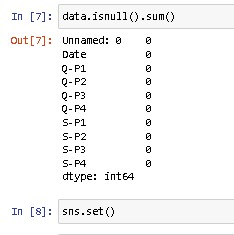 In [7]: data.isnull().sum()
Out[7]: Unnamed: 0    0
Date          0
Q-P1          0
Q-P2          0
Q-P3          0
Q-P4          0
S-P1          0
S-P2          0
S-P3          0
S-P4          0
dtype: int64
In [8]: sns.set()